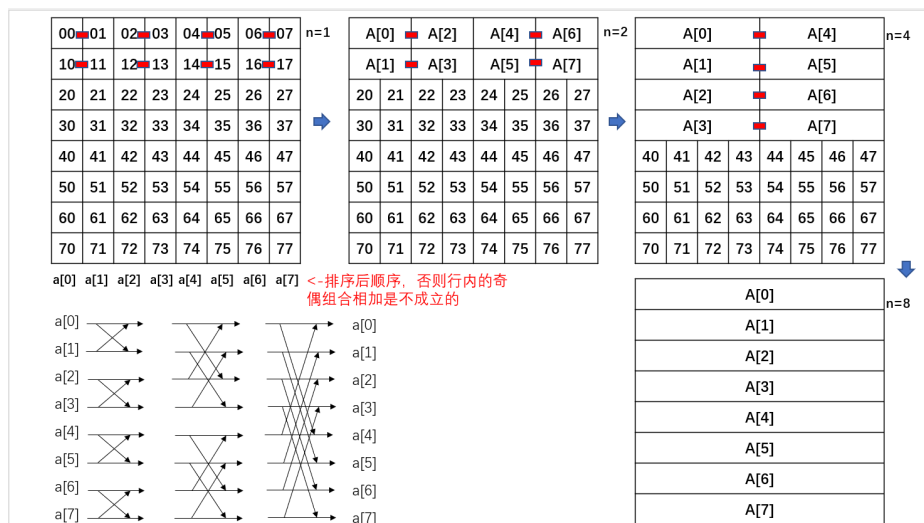 00 01 02 03 04 05 06 07 n=1
10 11 12 13 14 15 16 17
20 21 22 23 24 25 26 27
30 31 32 33 34 35 36 37
40 41 42 43 44 45 46 47
50 51 52 53 54 55 56 57
60 61 62 63 64 65 66 67
70 71 72 73 74 75 76 77
a[0] a[1] a[2] a[3] a[4] a[5] a[6] a[7]
<-排序后顺序，否则行内的奇
偶组合相加是不成立的
A[0] A[2] A[4] A[6] n=2
A[1] A[3] A[5] A[7]
20 21 22 23 24 25 26 27
30 31 32 33 34 35 36 37
40 41 42 43 44 45 46 47
50 51 52 53 54 55 56 57
60 61 62 63 64 65 66 67
70 71 72 73 74 75 76 77
A[0] A[4] n=4
A[1] A[5]
A[2] A[6]
A[3] A[7]
40 41 42 43 44 45 46 47
50 51 52 53 54 55 56 57
60 61 62 63 64 65 66 67
70 71 72 73 74 75 76 77
a[0] a[0]
a[1] a[1]
a[2] a[2]
a[3] a[3]
a[4] a[4]
a[5] a[5]
a[6] a[6]
a[7] a[7]
A[0] n=8
A[1]
A[2]
A[3]
A[4]
A[5]
A[6]
A[7]